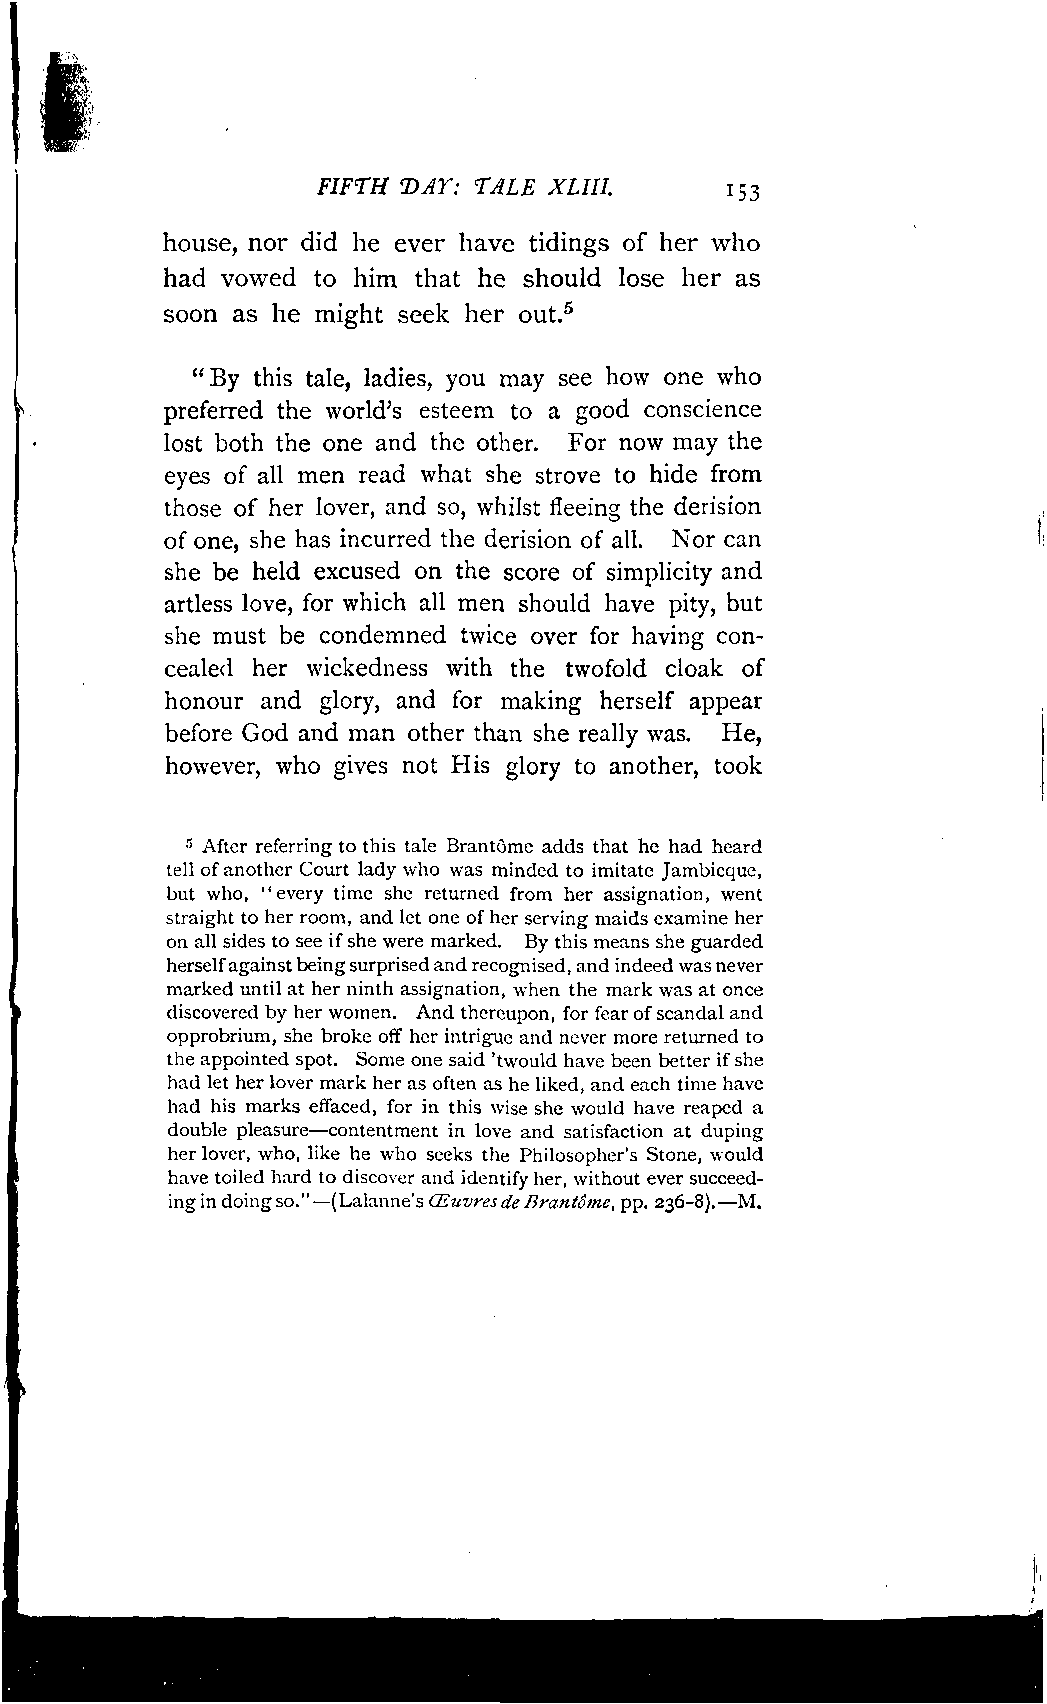 FIFTH DAY: TALE XLIII. 153
house, nor did he ever have tidings of her who
had vowed to him that he should lose her as
soon as he might seek her out.⁵
“By this tale, ladies, you may see how one who
preferred the world's esteem to a good conscience
lost both the one and the other. For now may the
eyes of all men read what she strove to hide from
those of her lover, and so, whilst fleeing the derision
of one, she has incurred the derision of all. Nor can
she be held excused on the score of simplicity and
artless love, for which all men should have pity, but
she must be condemned twice over for having con-
cealed her wickedness with the twofold cloak of
honour and glory, and for making herself appear
before God and man other than she really was. He,
however, who gives not His glory to another, took
⁵ After referring to this tale Brantôme adds that he had heard
tell of another Court lady who was minded to imitate Jambicque,
but who, “every time she returned from her assignation, went
straight to her room, and let one of her serving maids examine her
on all sides to see if she were marked. By this means she guarded
herself against being surprised and recognised, and indeed was never
marked until at her ninth assignation, when the mark was at once
discovered by her women. And thereupon, for fear of scandal and
opprobrium, she broke off her intrigue and never more returned to
the appointed spot. Some one said 'twould have been better if she
had let her lover mark her as often as he liked, and each time have
had his marks effaced, for in this wise she would have reaped a
double pleasure—contentment in love and satisfaction at duping
her lover, who, like he who seeks the Philosopher's Stone, would
have toiled hard to discover and identify her, without ever succeed-
ing in doing so.”—(Lalanne's Œuvres de Brantôme, pp. 236-8).—M.